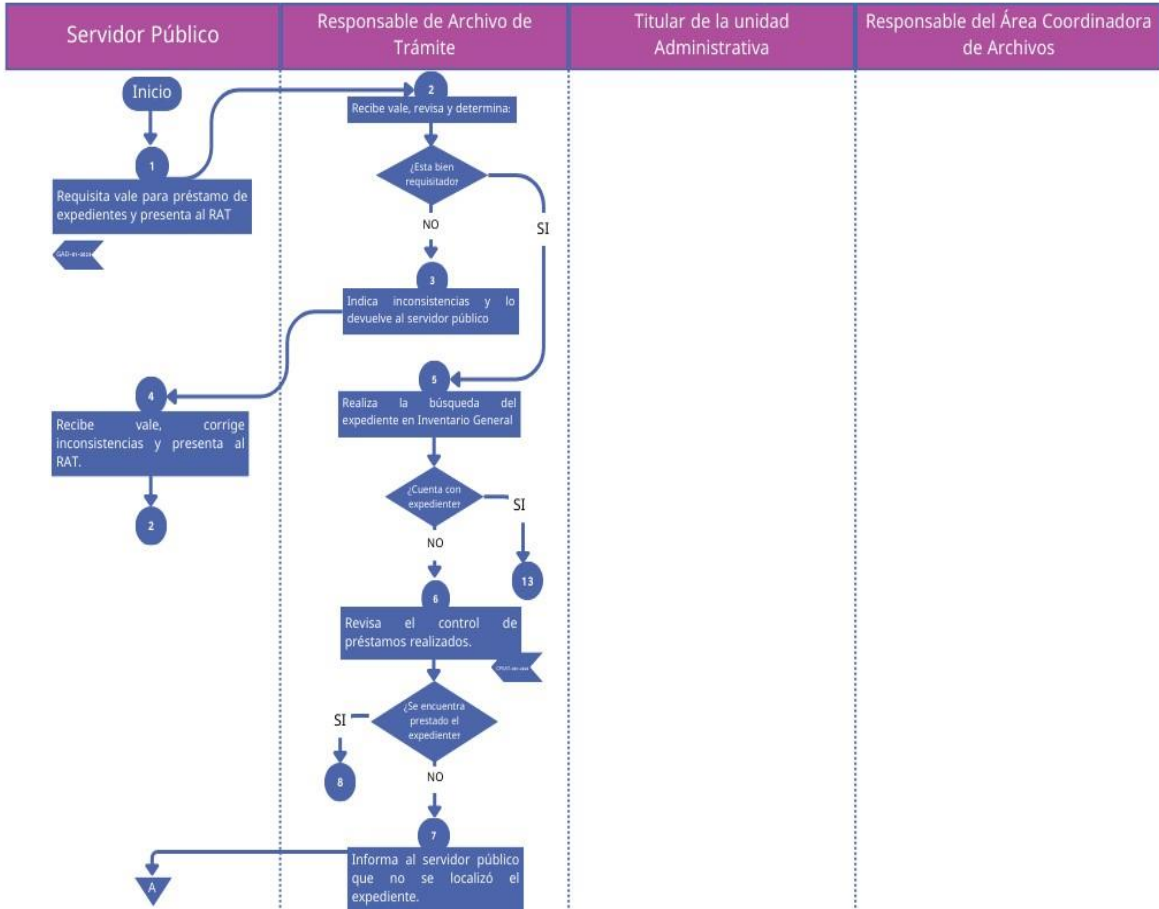 Servidor Público
Responsable de Archivo de
Trámite
Titular de la unidad
Administrativa
Responsable del Área Coordinadora
de Archivos
Inicio
1
Requisita vale para préstamo de
expedientes y presenta al RAT
2
Recibe vale, revisa y determina:
¿Esta bien
requisitado?
NO
SI
3
Indica inconsistencias y lo
devuelve al servidor público
4
Recibe vale, corrige
inconsistencias y presenta al
RAT.
2
5
Realiza la búsqueda del
expediente en Inventario General
¿Cuenta con
expediente?
SI
NO
13
6
Revisa el control de
préstamos realizados.
¿Se encuentra
prestado el
expediente?
SI
8
NO
7
Informa al servidor público
que no se localizó el
expediente.
A